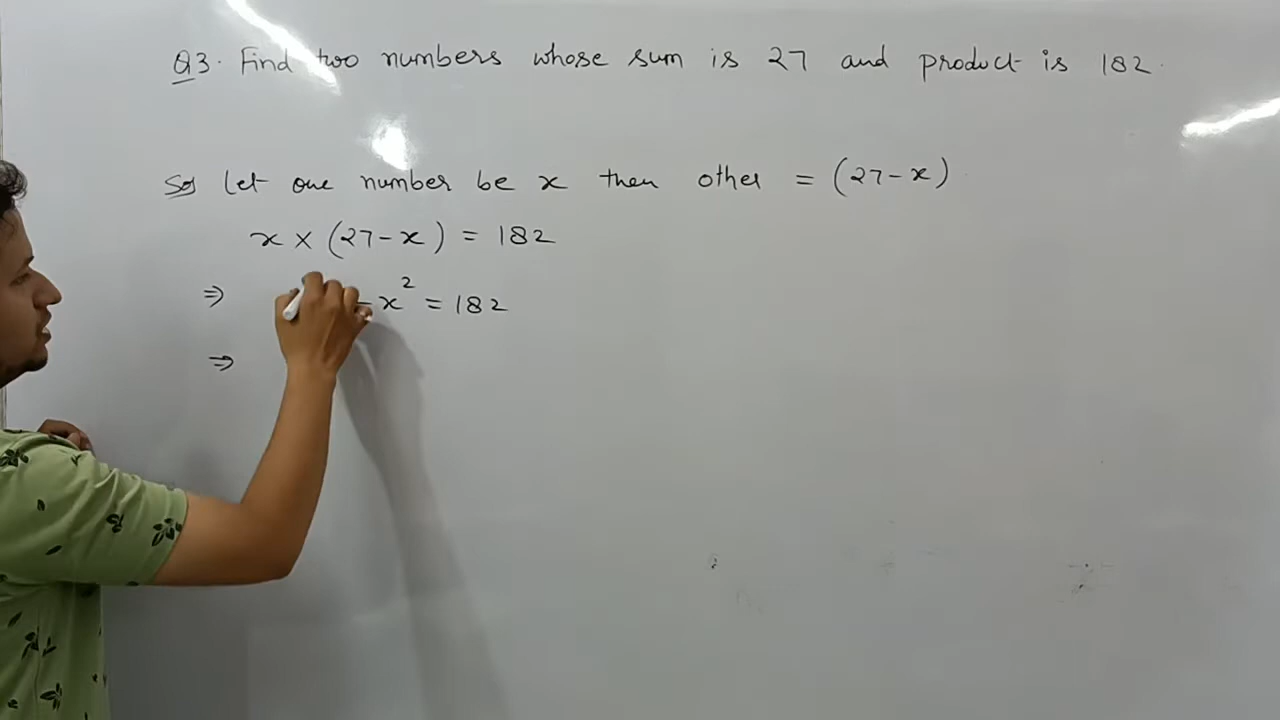 Q3. Find two numbers whose sum is 27 and product is 182.
Sol Let one number be x then other = (27-x)
x × (27-x) = 182
⇒ - x² = 182
⇒